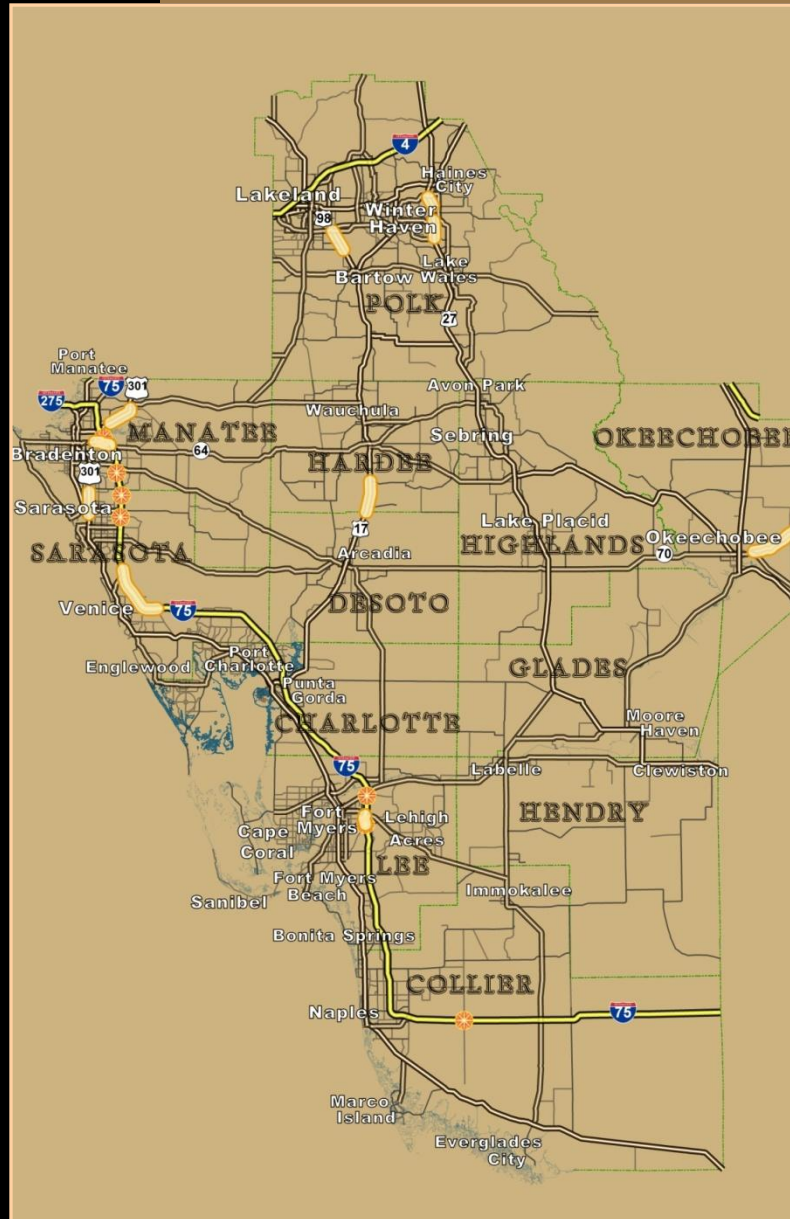 4
Haines
City
Lakeland
98
Winter
Haven
Lake
Bartow Wales
POLK
27
Port
Manatee
75
301
275
Avon Park
Wauchula
MANATEE
Sebring
OKEECHOBEE
64
Bradenton
HARDEE
301
Sarasota
17
Lake Placid
Okeechobee
Arcadia
HIGHLANDS
70
SARASOTA
DESOTO
Venice
75
Port
Charlotte
Englewood
GLADES
Punta
Gorda
CHARLOTTE
Moore
Haven
75
Labelle
Clewiston
HENDRY
Fort
Myers
Lehigh
Acres
Cape
Coral
LEE
Fort Myers
Beach
Immokalee
Sanibel
Bonita Springs
COLLIER
Naples
75
Marco
Island
Everglades
City